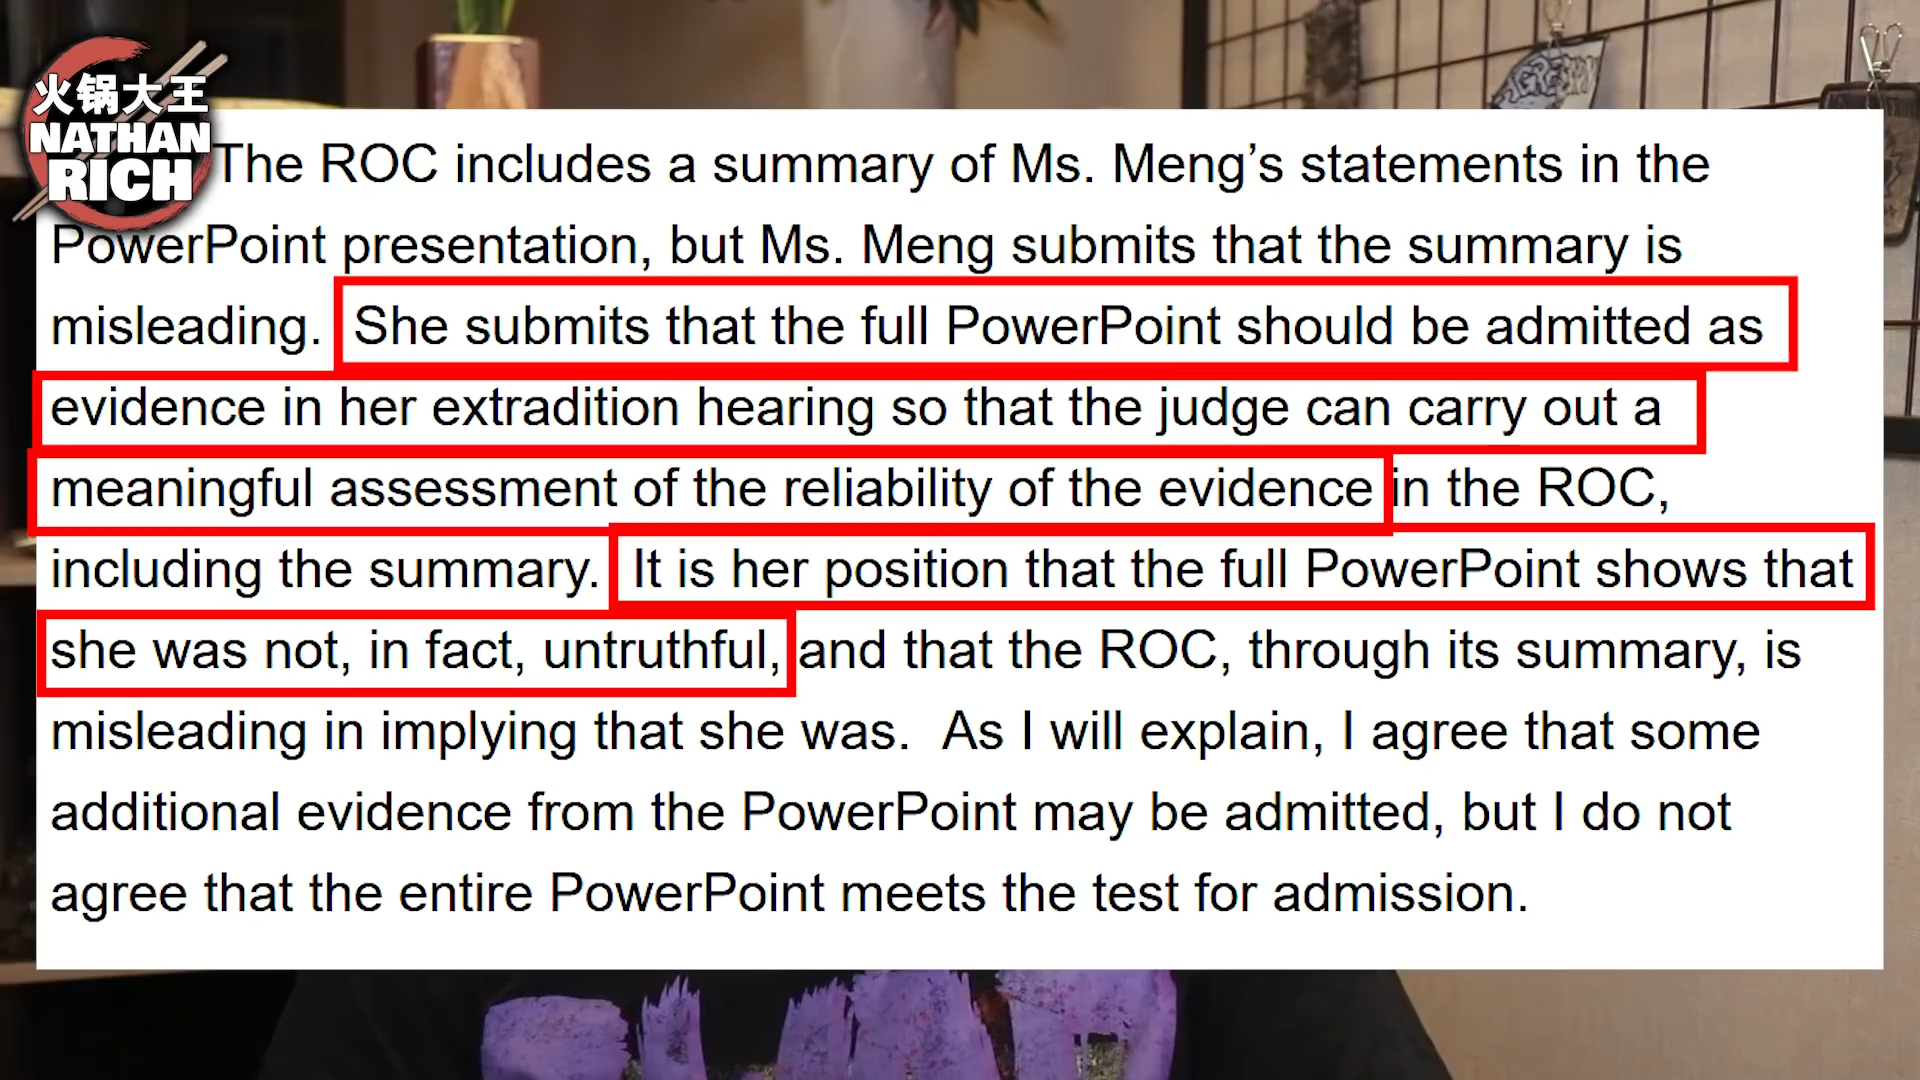 火锅大王
NATHAN
RICH
The ROC includes a summary of Ms. Meng’s statements in the
PowerPoint presentation, but Ms. Meng submits that the summary is
misleading. She submits that the full PowerPoint should be admitted as
evidence in her extradition hearing so that the judge can carry out a
meaningful assessment of the reliability of the evidence in the ROC,
including the summary. It is her position that the full PowerPoint shows that
she was not, in fact, untruthful, and that the ROC, through its summary, is
misleading in implying that she was. As I will explain, I agree that some
additional evidence from the PowerPoint may be admitted, but I do not
agree that the entire PowerPoint meets the test for admission.